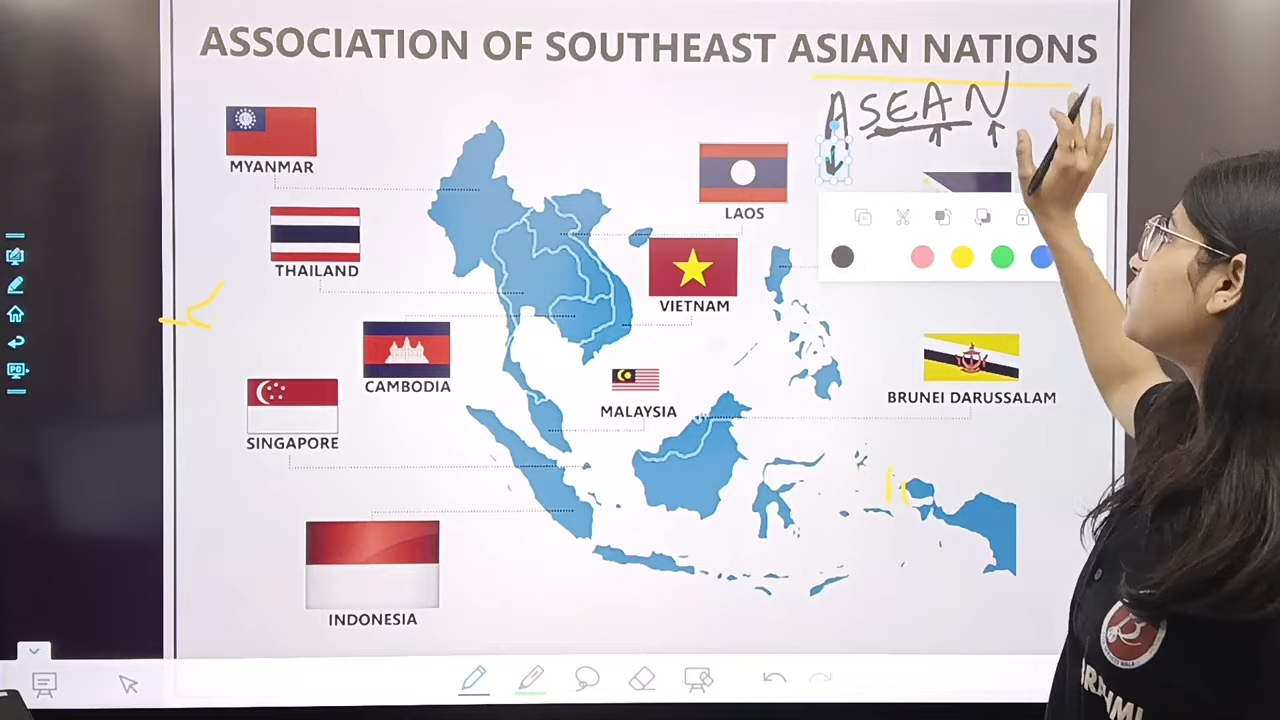 ASSOCIATION OF SOUTHEAST ASIAN NATIONS
ASEAN
MYANMAR
LAOS
THAILAND
VIETNAM
CAMBODIA
MALAYSIA
BRUNEI DARUSSALAM
SINGAPORE
INDONESIA